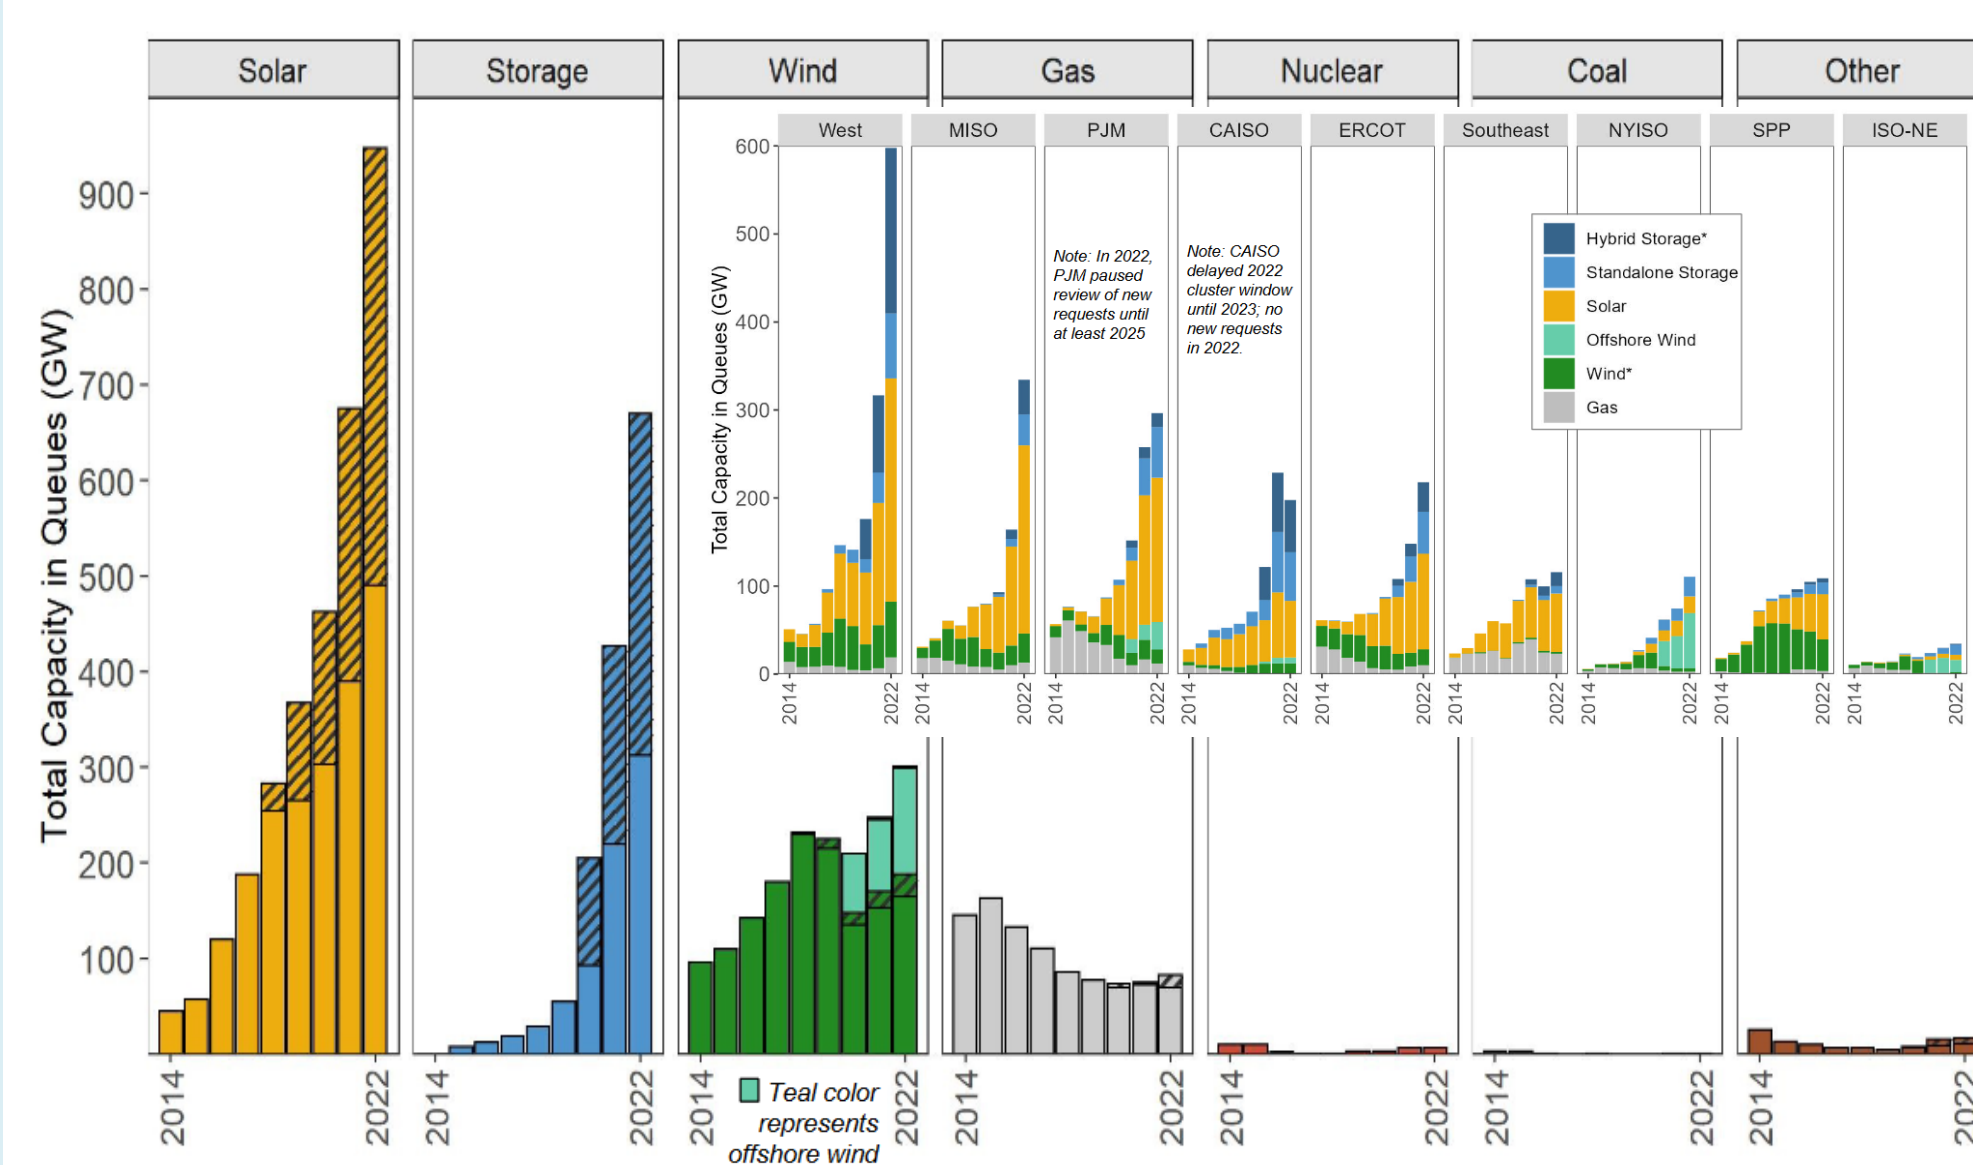 Solar
Storage
Wind
Gas
Nuclear
Coal
Other
Total Capacity in Queues (GW)
900
800
700
600
500
400
300
200
100
West
MISO
PJM
CAISO
ERCOT
Southeast
NYISO
SPP
ISO-NE
Total Capacity in Queues (GW)
600
500
400
300
200
100
0
Note: In 2022,
PJM paused
review of new
requests until
at least 2025
Note: CAISO
delayed 2022
cluster window
until 2023; no
new requests
in 2022.
Hybrid Storage*
Standalone Storage
Solar
Offshore Wind
Wind*
Gas
2014
2022
2014
2022
2014
2022
2014
2022
2014
2022
2014
2022
2014
2022
2014
2022
2014
2022
2014
2022
2014
2022
2014
2022
2014
2022
2014
2022
2014
2022
2014
2022
Teal color
represents
offshore wind